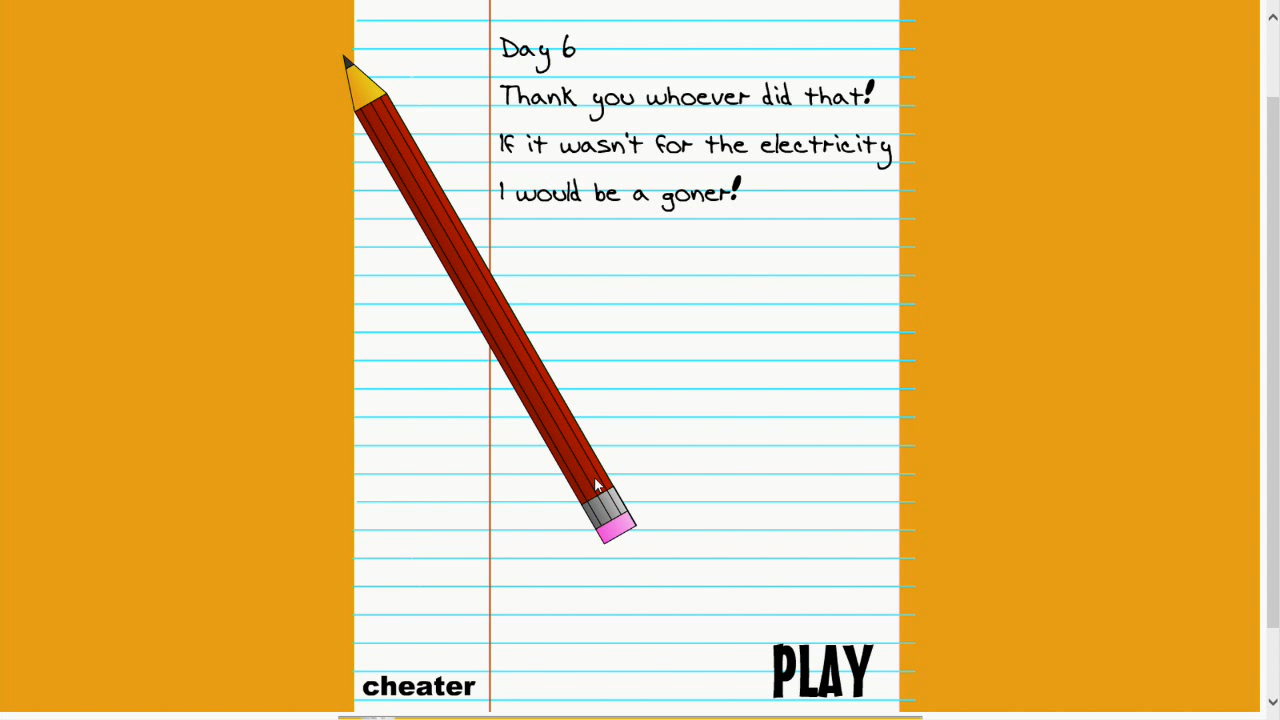 Day 6
Thank you whoever did that!
If it wasn't for the electricity
I would be a goner!
cheater
PLAY